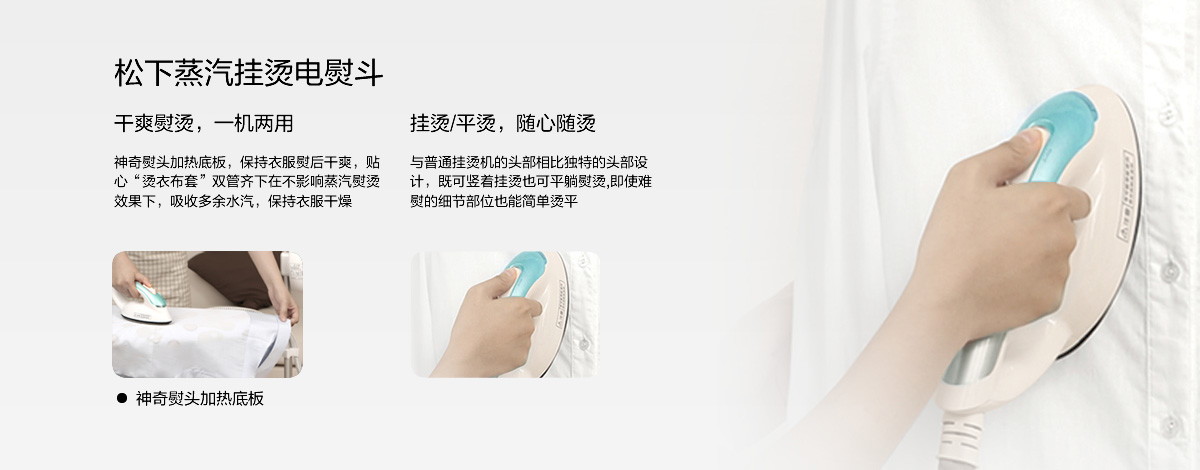 松下蒸汽挂烫电熨斗
干爽熨烫，一机两用
神奇熨头加热底板，保持衣服熨后干爽，贴
心“烫衣布套”双管齐下在不影响蒸汽熨烫
效果下，吸收多余水汽，保持衣服干燥
挂烫/平烫，随心随烫
与普通挂烫机的头部相比独特的头部设
计，既可竖着挂烫也可平躺熨烫,即使难
熨的细节部位也能简单烫平
● 神奇熨头加热底板